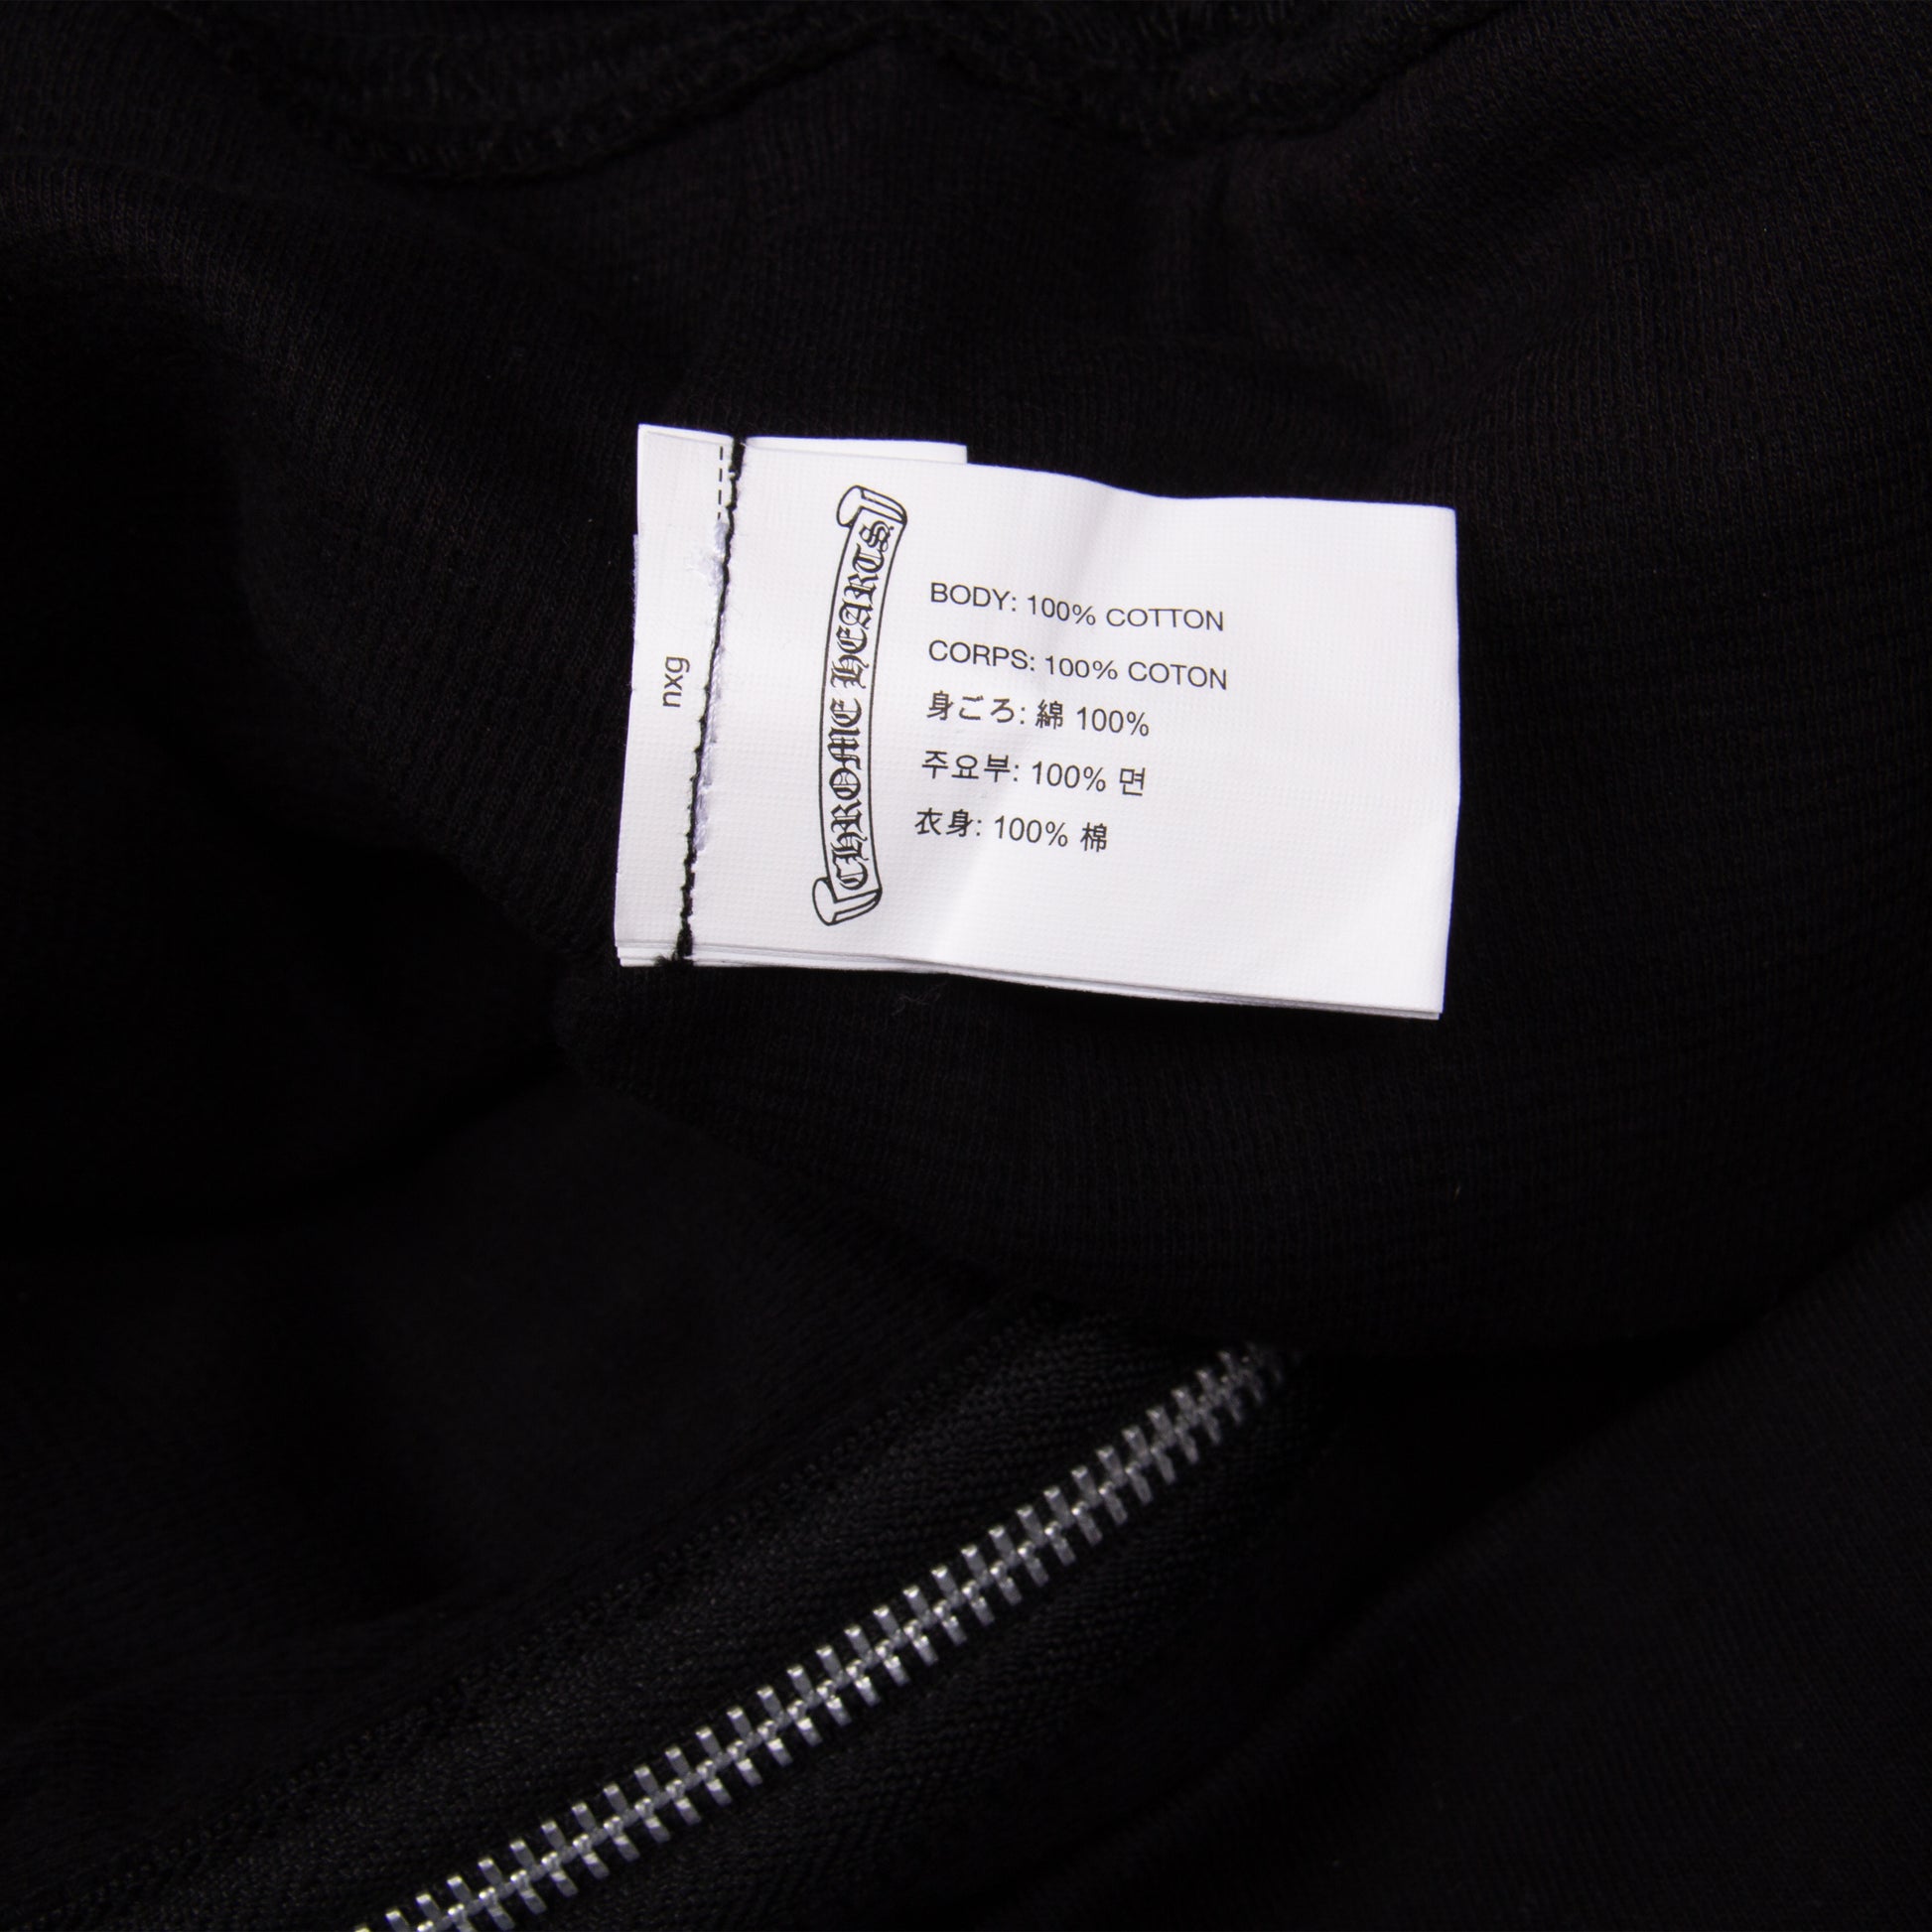 nxg
CHROME HEARTS
BODY: 100% COTTON
CORPS: 100% COTON
身ごろ: 綿 100%
주요부: 100% 면
衣身: 100% 棉